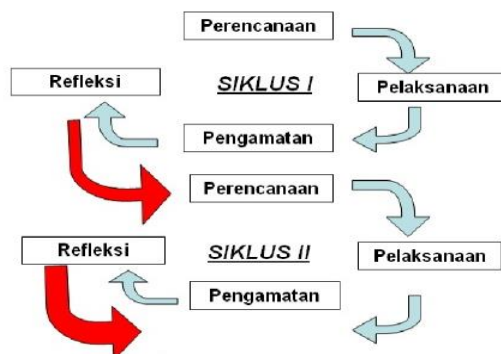 Perencanaan
Refleksi
SIKLUS I
Pelaksanaan
Pengamatan
Perencanaan
Refleksi
SIKLUS II
Pelaksanaan
Pengamatan